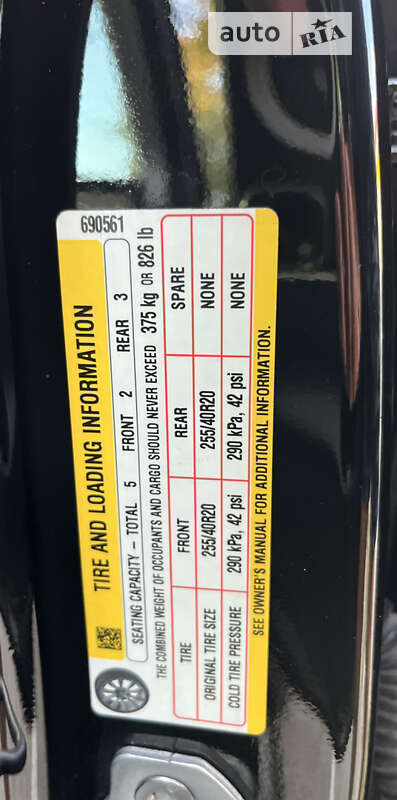 auto RIA
690561
TIRE AND LOADING INFORMATION
SEATING CAPACITY - TOTAL 5 FRONT 2 REAR 3
THE COMBINED WEIGHT OF OCCUPANTS AND CARGO SHOULD NEVER EXCEED 375 kg OR 826 lb
TIRE FRONT REAR SPARE
ORIGINAL TIRE SIZE 255/40R20 255/40R20 NONE
COLD TIRE PRESSURE 290 kPa, 42 psi 290 kPa, 42 psi NONE
SEE OWNER'S MANUAL FOR ADDITIONAL INFORMATION.